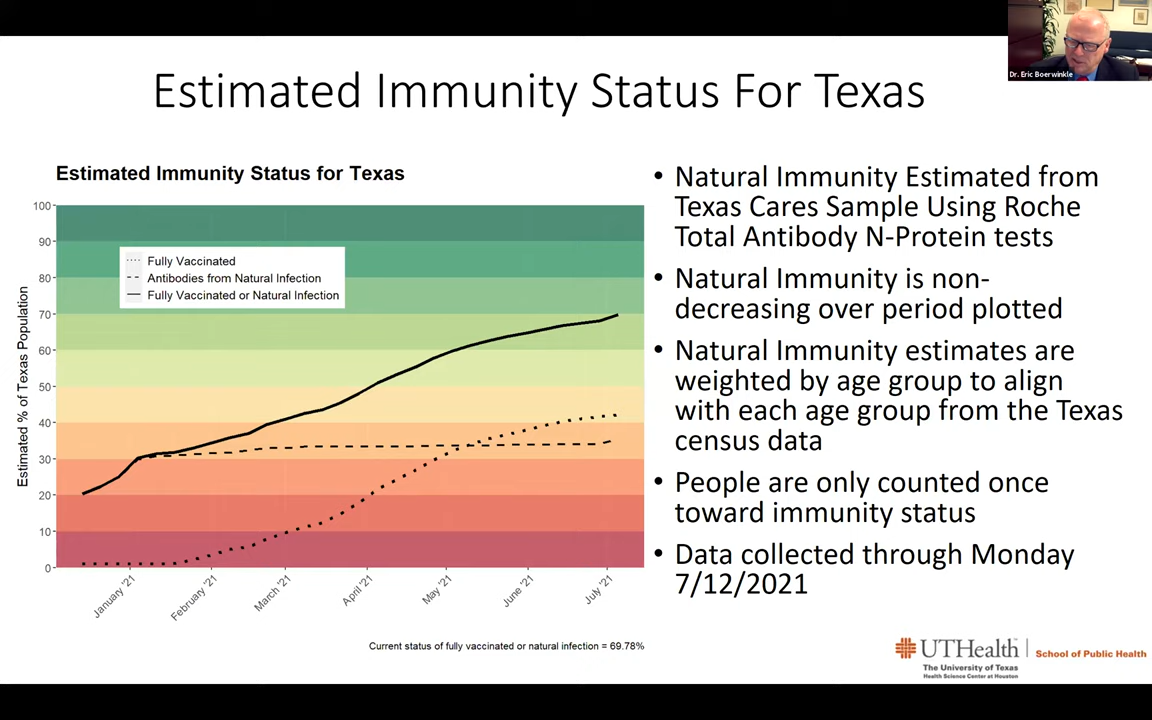 Dr. Eric Boerwinkle
Estimated Immunity Status For Texas
Estimated Immunity Status for Texas
Estimated % of Texas Population
100
90
80
70
60
50
40
30
20
10
0
Fully Vaccinated
Antibodies from Natural Infection
Fully Vaccinated or Natural Infection
January '21
February '21
March '21
April '21
May '21
June '21
July '21
Current status of fully vaccinated or natural infection = 69.78%
• Natural Immunity Estimated from
Texas Cares Sample Using Roche
Total Antibody N-Protein tests
• Natural Immunity is non-
decreasing over period plotted
• Natural Immunity estimates are
weighted by age group to align
with each age group from the Texas
census data
• People are only counted once
toward immunity status
• Data collected through Monday
7/12/2021
UTHealth
The University of Texas
Health Science Center at Houston
School of Public Health